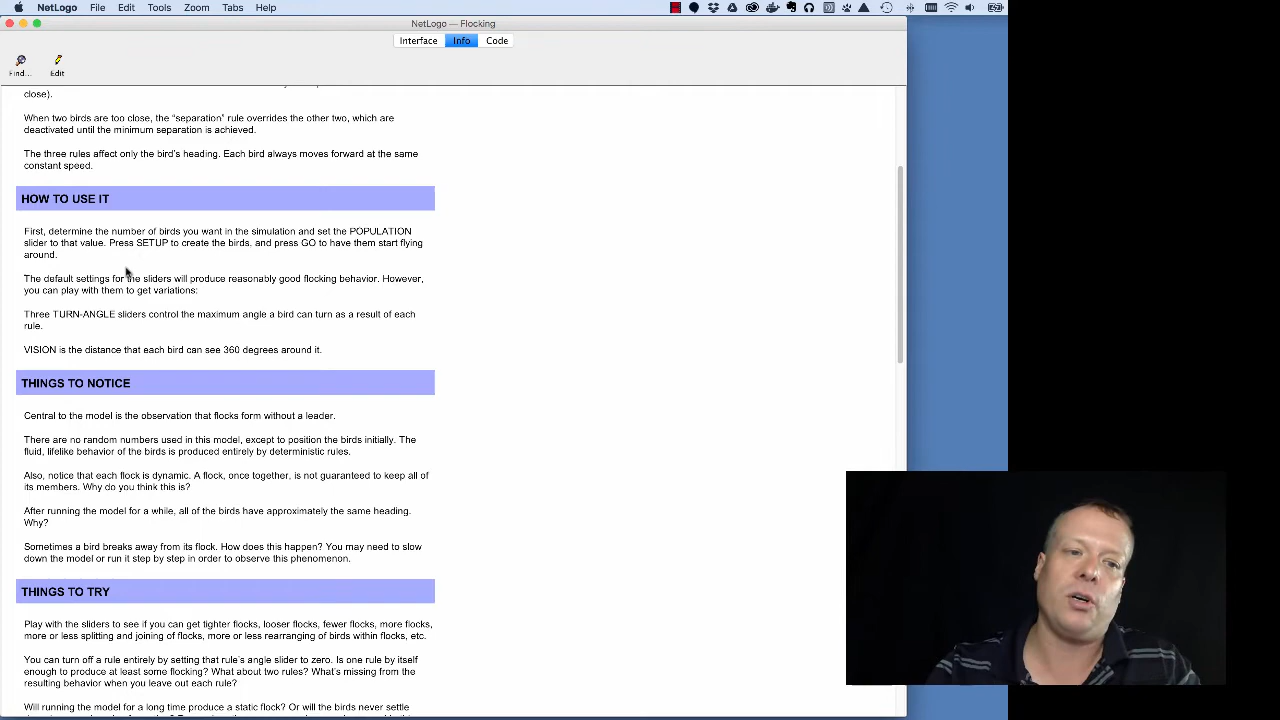 NetLogo File Edit Tools Zoom Tabs Help
NetLogo — Flocking
Interface Info Code
Find... Edit
close).
When two birds are too close, the “separation” rule overrides the other two, which are
deactivated until the minimum separation is achieved.
The three rules affect only the bird’s heading. Each bird always moves forward at the same
constant speed.
HOW TO USE IT
First, determine the number of birds you want in the simulation and set the POPULATION
slider to that value. Press SETUP to create the birds, and press GO to have them start flying
around.
The default settings for the sliders will produce reasonably good flocking behavior. However,
you can play with them to get variations:
Three TURN-ANGLE sliders control the maximum angle a bird can turn as a result of each
rule.
VISION is the distance that each bird can see 360 degrees around it.
THINGS TO NOTICE
Central to the model is the observation that flocks form without a leader.
There are no random numbers used in this model, except to position the birds initially. The
fluid, lifelike behavior of the birds is produced entirely by deterministic rules.
Also, notice that each flock is dynamic. A flock, once together, is not guaranteed to keep all of
its members. Why do you think this is?
After running the model for a while, all of the birds have approximately the same heading.
Why?
Sometimes a bird breaks away from its flock. How does this happen? You may need to slow
down the model or run it step by step in order to observe this phenomenon.
THINGS TO TRY
Play with the sliders to see if you can get tighter flocks, looser flocks, fewer flocks, more flocks,
more or less splitting and joining of flocks, more or less rearranging of birds within flocks, etc.
You can turn off a rule entirely by setting that rule’s angle slider to zero. Is one rule by itself
enough to produce at least some flocking? What about two rules? What’s missing from the
resulting behavior when you leave out each rule?
Will running the model for a long time produce a static flock? Or will the birds never settle